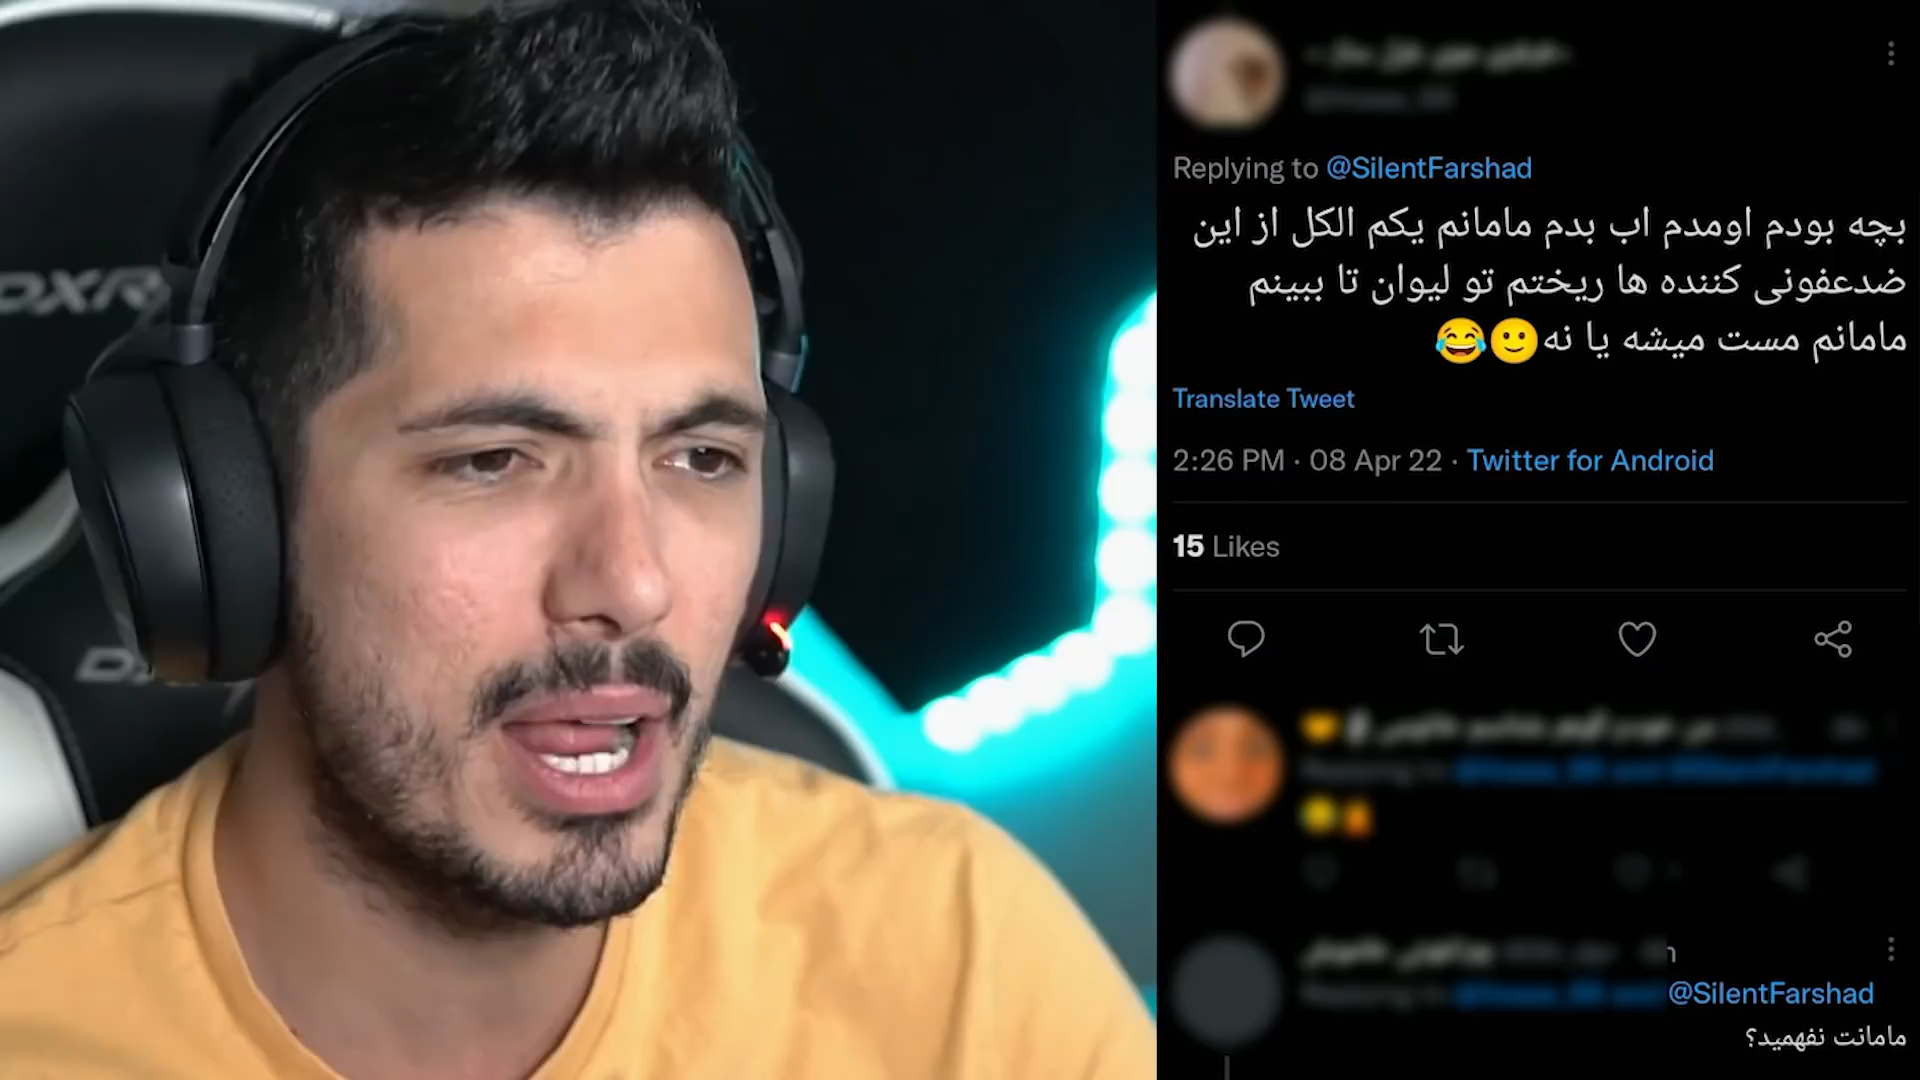 Replying to @SilentFarshad
بچه بودم اومدم اب بدم مامانم یکم الکل از این
ضدعفونی کننده ها ریختم تو لیوان تا ببینم
مامانم مست میشه یا نه🙂😂
Translate Tweet
2:26 PM · 08 Apr 22 · Twitter for Android
15 Likes
@SilentFarshad
مامانت نفهمید؟